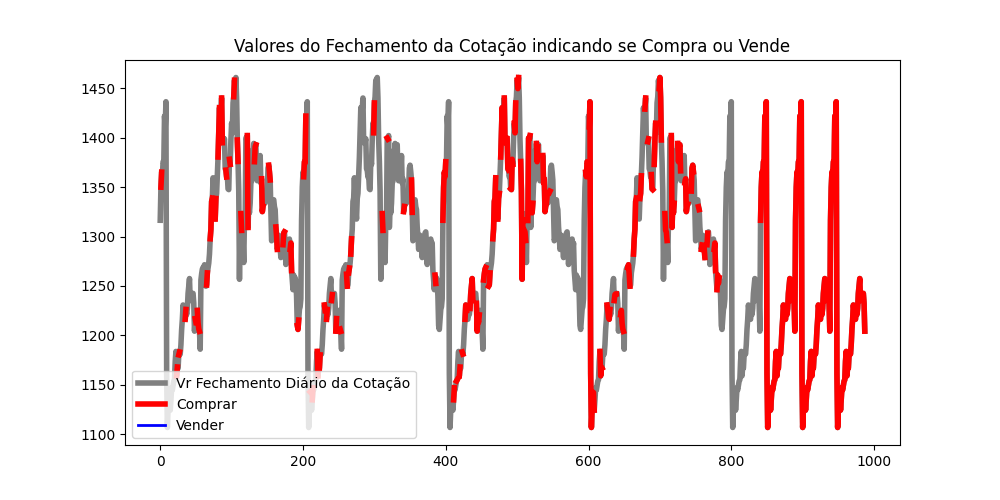 Valores do Fechamento da Cotação indicando se Compra ou Vende
1450
1400
1350
1300
1250
1200
1150
1100
Vr Fechamento Diário da Cotação
Comprar
Vender
0 200 400 600 800 1000